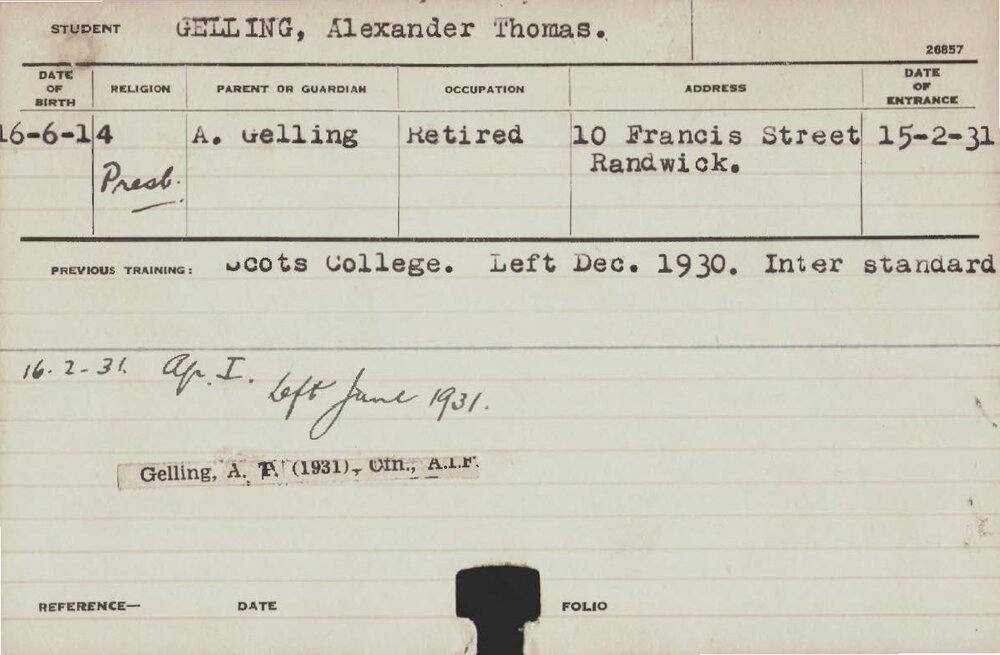 STUDENT GELLING, Alexander Thomas.
26857
DATE OF BIRTH RELIGION PARENT OR GUARDIAN OCCUPATION ADDRESS DATE OF ENTRANCE
16-6-14 A. Gelling Retired 10 Francis Street 15-2-31
Presb. Randwick.
PREVIOUS TRAINING: Scots College. Left Dec. 1930. Inter standard
16. 2 - 31. Ap. I. Left June 1931.
Gelling, A. T. (1931), Gtn., A.I.F.
REFERENCE— DATE FOLIO